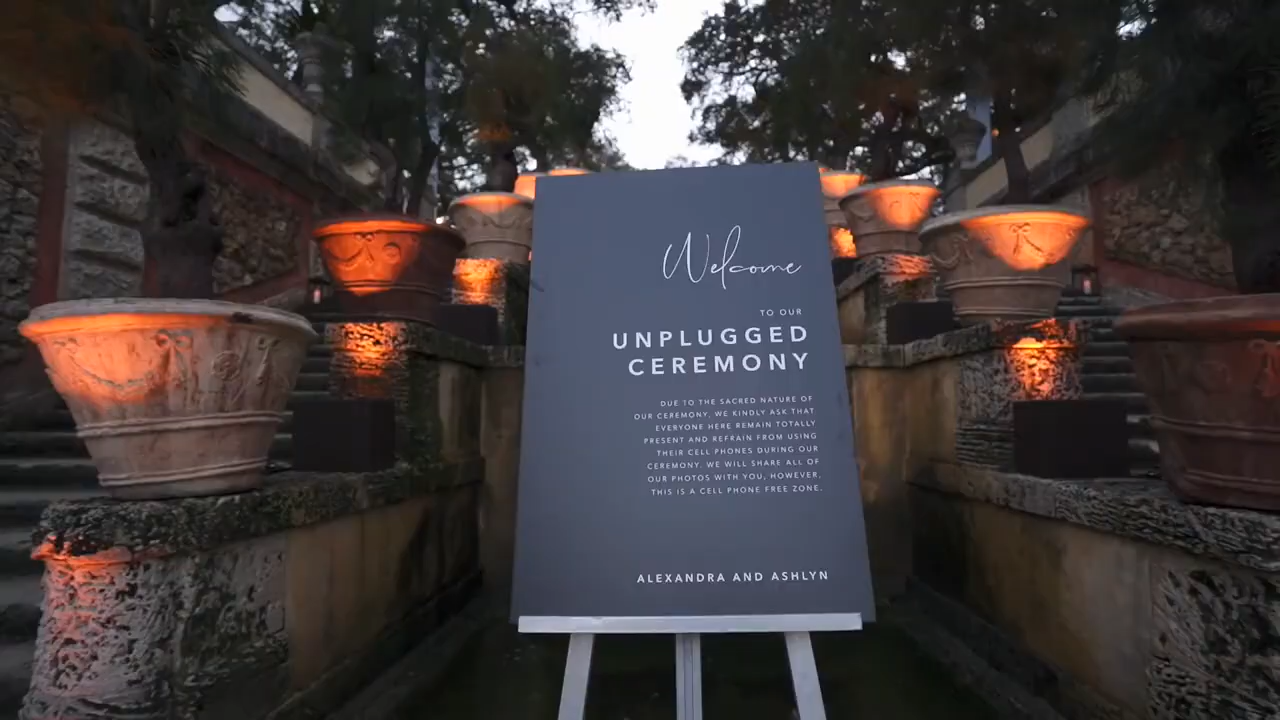 Welcome
TO OUR
UNPLUGGED
CEREMONY
DUE TO THE SACRED NATURE OF
OUR CEREMONY, WE KINDLY ASK THAT
EVERYONE HERE REMAIN TOTALLY
PRESENT AND REFRAIN FROM USING
THEIR CELL PHONES DURING OUR
CEREMONY. WE WILL SHARE ALL OF
OUR PHOTOS WITH YOU, HOWEVER,
THIS IS A CELL PHONE FREE ZONE.
ALEXANDRA AND ASHLYN